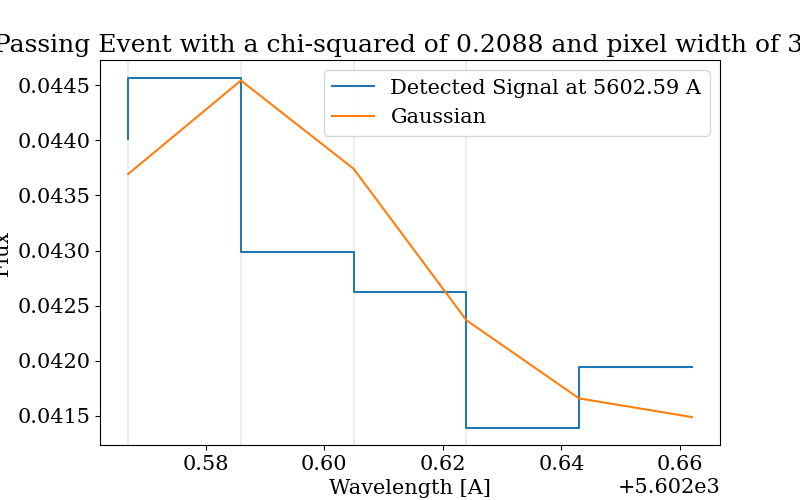 Passing Event with a chi-squared of 0.2088 and pixel width of 3
Detected Signal at 5602.59 A
Gaussian
0.0445
0.0440
0.0435
0.0430
0.0425
0.0420
0.0415
Flux
0.58
0.60
0.62
0.64
0.66
+5.602e3
Wavelength [A]